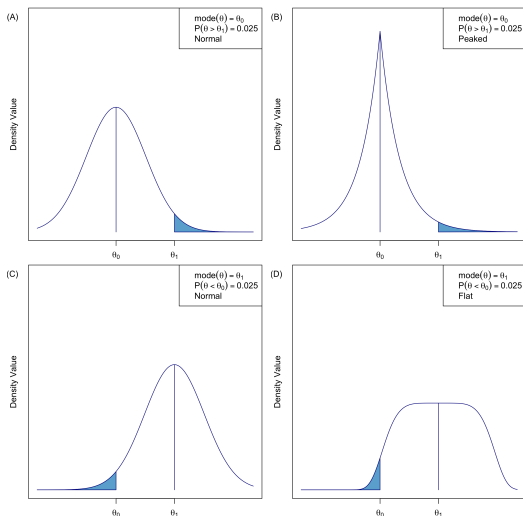 (A)
mode(θ) = θ₀
P(θ > θ₁) = 0.025
Normal
Density Value
θ₀ θ₁
(B)
mode(θ) = θ₀
P(θ > θ₁) = 0.025
Peaked
Density Value
θ₀ θ₁
(C)
mode(θ) = θ₁
P(θ < θ₀) = 0.025
Normal
Density Value
θ₀ θ₁
(D)
mode(θ) = θ₁
P(θ < θ₀) = 0.025
Flat
Density Value
θ₀ θ₁